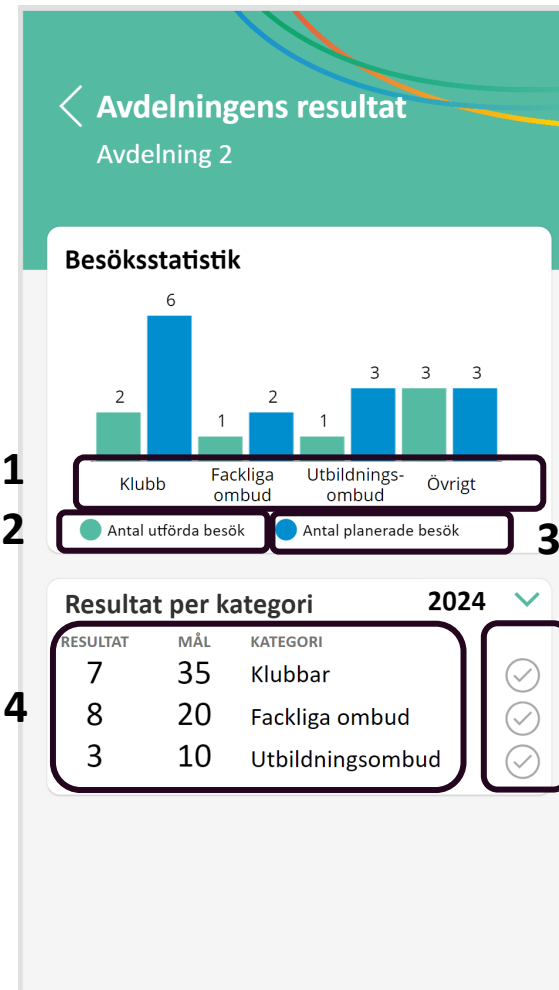 Avdelningens resultat
Avdelning 2
Besöksstatistik
6
2
1
2
1
3
3
3
1
Klubb
Fackliga ombud
Utbildnings-ombud
Övrigt
2
Antal utförda besök
Antal planerade besök
3
Resultat per kategori 2024
RESULTAT MÅL KATEGORI
7 35 Klubbar
4
8 20 Fackliga ombud
3 10 Utbildningsombud